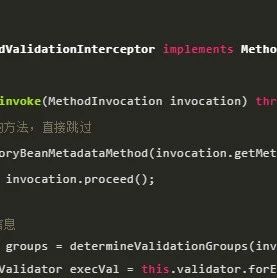 dValidationInterceptor implements Metho
invoke(MethodInvocation invocation) thr
的方法，直接跳过
oryBeanMetadataMethod(invocation.getMet
invocation.proceed();
信息
groups = determineValidationGroups(inv
Validator execVal = this.validator.forE